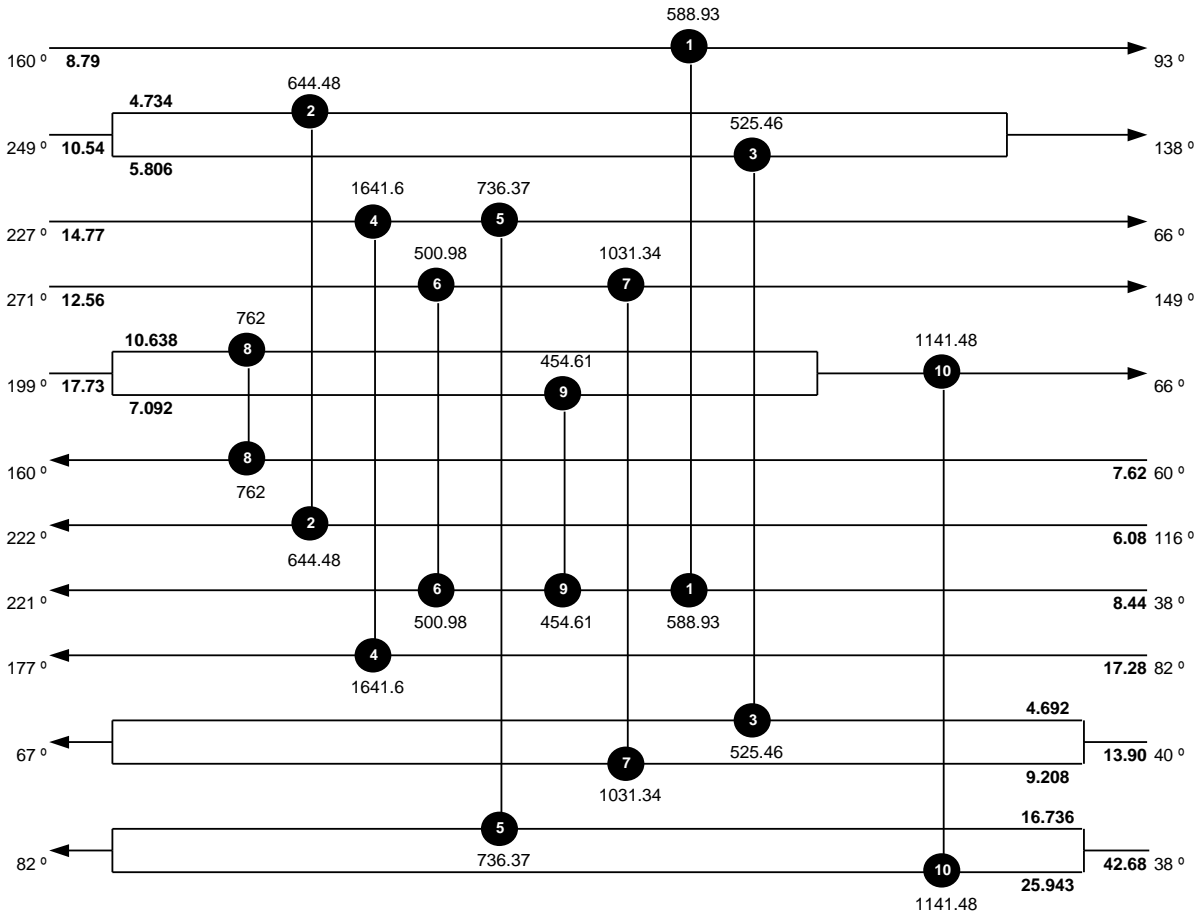 588.93
1
160 º 8.79 93 º
644.48
4.734 2
525.46
249 º 10.54 138 º
3
5.806
1641.6 736.37
4 5
227 º 14.77 66 º
500.98 1031.34
6 7
271 º 12.56 149 º
762
10.638 8
1141.48
454.61
199 º 17.73 10 66 º
9
7.092
8
160 º 7.62 60 º
762
2
222 º 6.08 116 º
644.48
6 9 1
221 º 8.44 38 º
500.98 454.61 588.93
4
177 º 17.28 82 º
1641.6
4.692
3
67 º 525.46 13.90 40 º
7
9.208
1031.34
16.736
5
82 º 736.37 42.68 38 º
10
25.943
1141.48